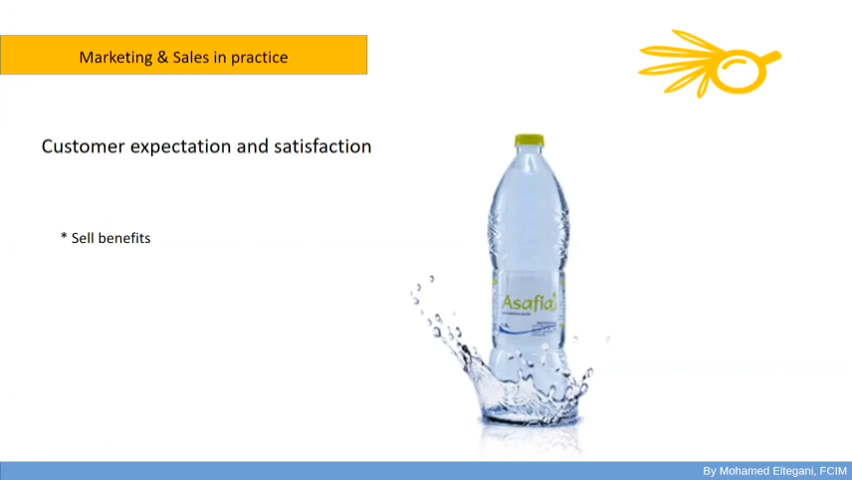 Marketing & Sales in practice
Customer expectation and satisfaction
* Sell benefits
Asafia
By Mohamed Eltegani, FCIM